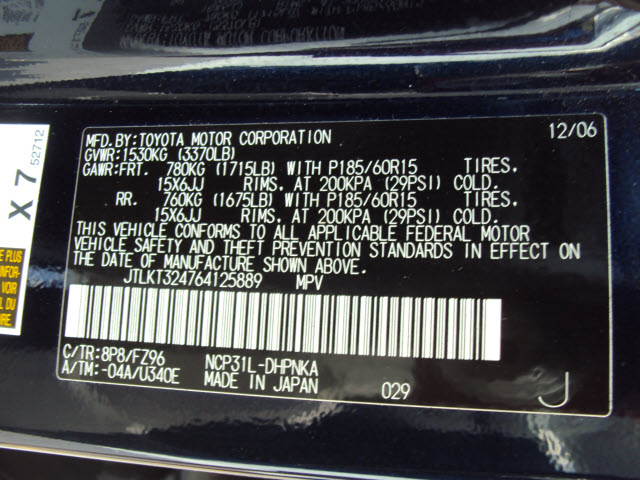 MFD.BY:TOYOTA MOTOR CORPORATION 12/06
GVWR:1530KG (3370LB)
GAWR:FRT. 780KG (1715LB) WITH P185/60R15 TIRES.
15X6JJ RIMS. AT 200KPA (29PSI) COLD.
RR. 760KG (1675LB) WITH P185/60R15 TIRES.
15X6JJ RIMS. AT 200KPA (29PSI) COLD.
THIS VEHICLE CONFORMS TO ALL APPLICABLE FEDERAL MOTOR
VEHICLE SAFETY AND THEFT PREVENTION STANDARDS IN EFFECT ON
THE DATE OF MANUFACTURE SHOWN ABOVE.
JTLKT324764125889 MPV
C/TR:8P8/FZ96 NCP31L-DHPNKA
A/TM:-04A/U340E MADE IN JAPAN 029 J
X 7
52712
E PLUS
INFOR-